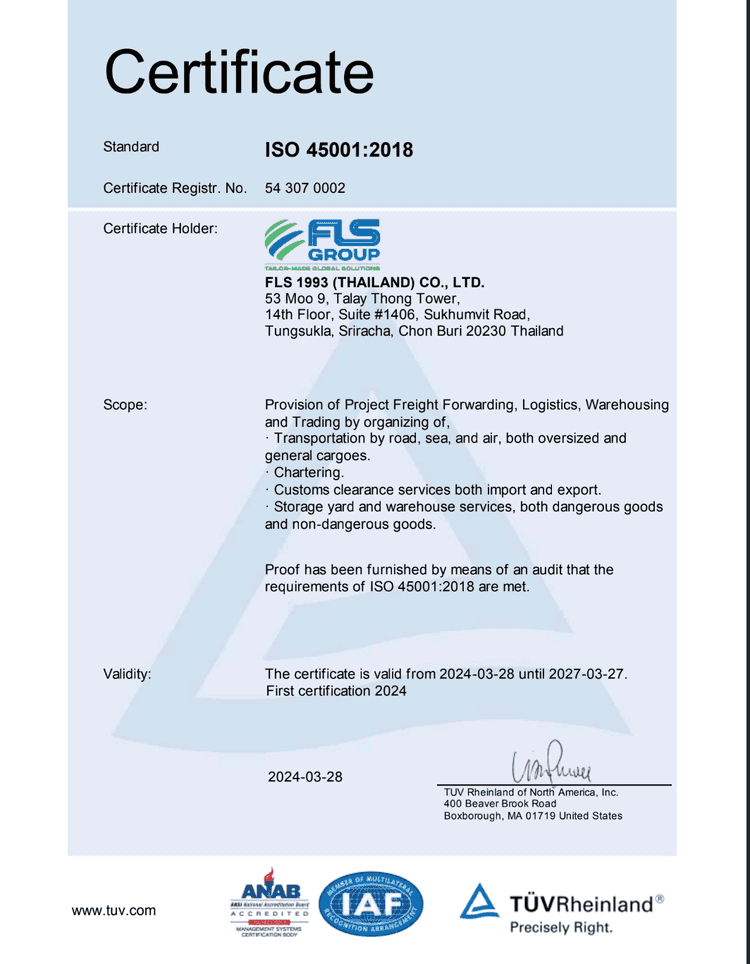 Certificate
Standard ISO 45001:2018
Certificate Registr. No. 54 307 0002
Certificate Holder:
FLS
GROUP
TAILOR-MADE GLOBAL SOLUTIONS
FLS 1993 (THAILAND) CO., LTD.
53 Moo 9, Talay Thong Tower,
14th Floor, Suite #1406, Sukhumvit Road,
Tungsukla, Sriracha, Chon Buri 20230 Thailand
Scope: Provision of Project Freight Forwarding, Logistics, Warehousing
and Trading by organizing of,
· Transportation by road, sea, and air, both oversized and
general cargoes.
· Chartering.
· Customs clearance services both import and export.
· Storage yard and warehouse services, both dangerous goods
and non-dangerous goods.
Proof has been furnished by means of an audit that the
requirements of ISO 45001:2018 are met.
Validity: The certificate is valid from 2024-03-28 until 2027-03-27.
First certification 2024
2024-03-28
TUV Rheinland of North America, Inc.
400 Beaver Brook Road
Boxborough, MA 01719 United States
www.tuv.com
ANAB
ANSI National Accreditation Board
ACCREDITED
MANAGEMENT SYSTEMS
CERTIFICATION BODY
MEMBER OF MULTILATERAL
IAF
RECOGNITION ARRANGEMENT
TÜVRheinland®
Precisely Right.